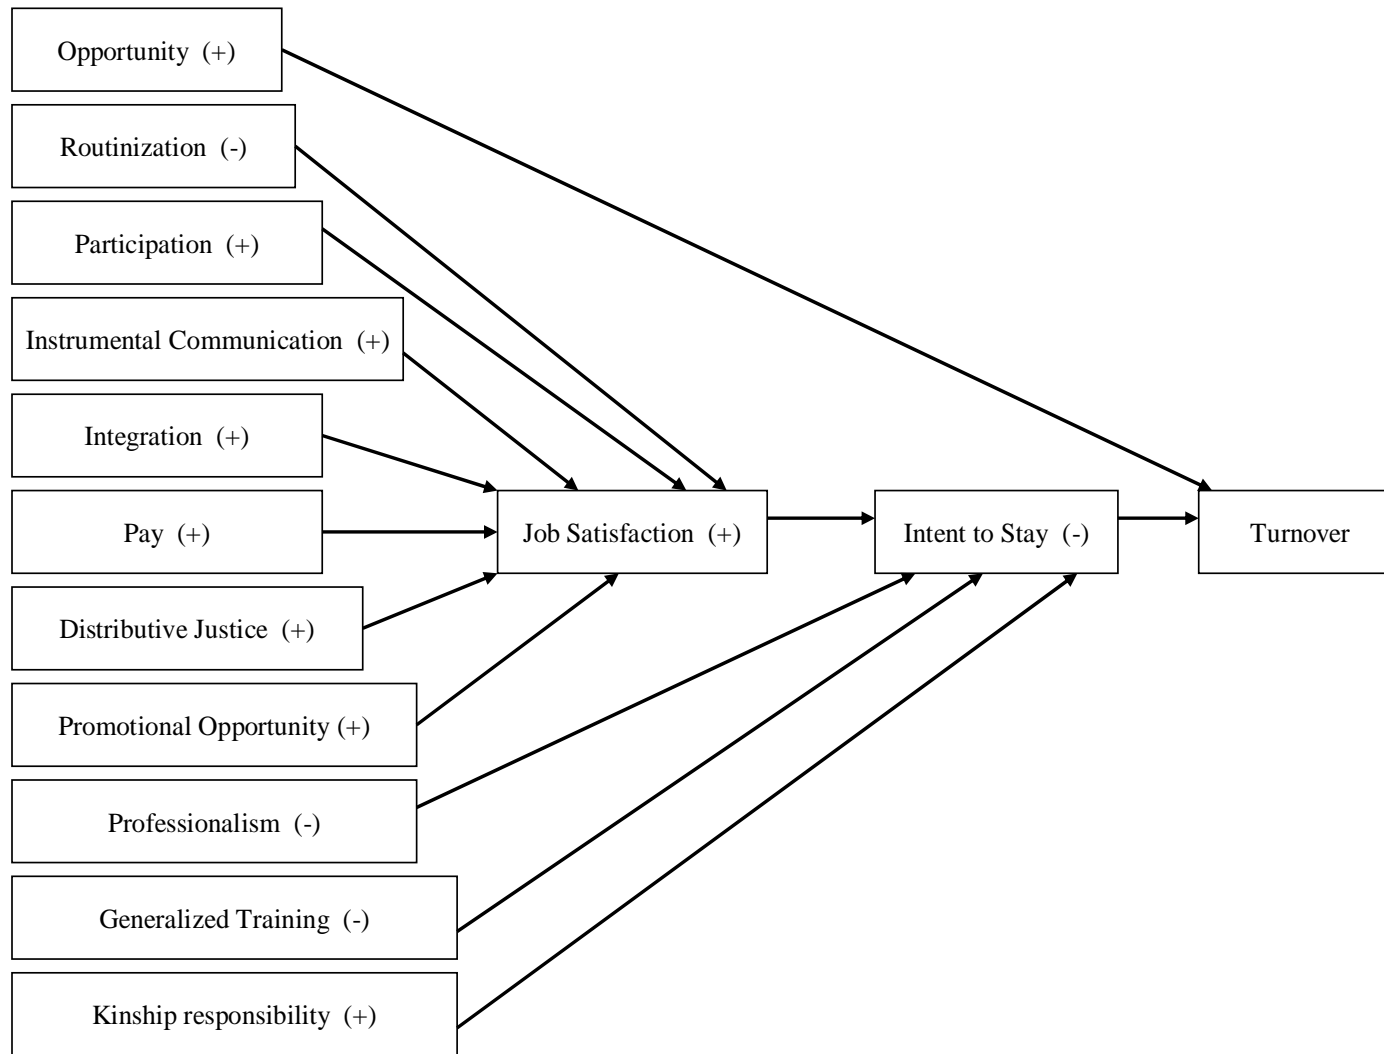 Opportunity (+)
Routinization (-)
Participation (+)
Instrumental Communication (+)
Integration (+)
Pay (+)
Job Satisfaction (+)
Intent to Stay (-)
Turnover
Distributive Justice (+)
Promotional Opportunity (+)
Professionalism (-)
Generalized Training (-)
Kinship responsibility (+)